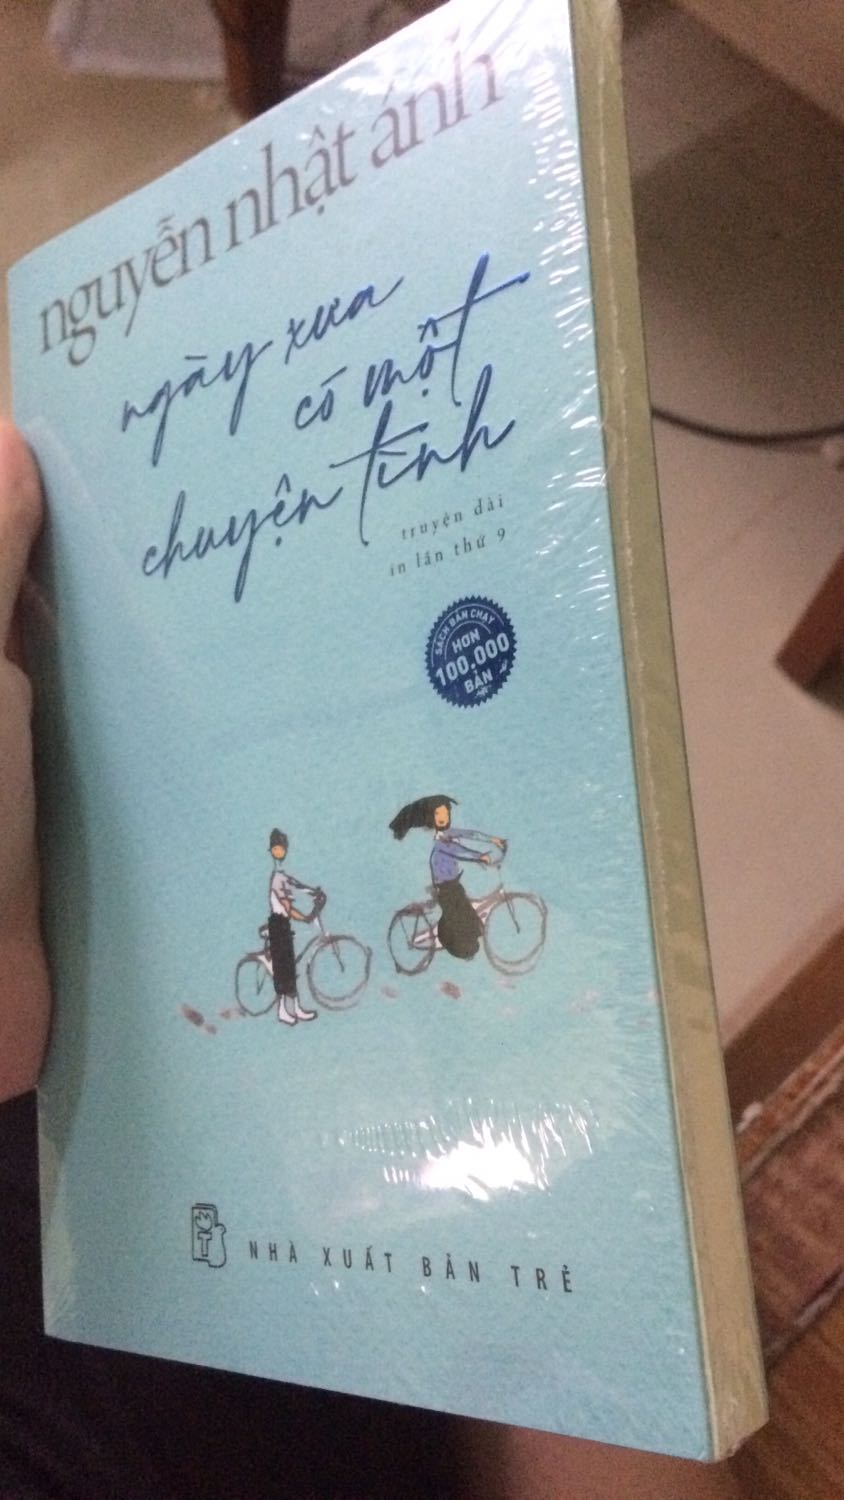 nguyễn nhật ánh
ngày xưa
có một
chuyện tình
truyện dài
in lần thứ 9
SÁCH BÁN CHẠY
HƠN
100.000
BẢN
NHÀ XUẤT BẢN TRẺ